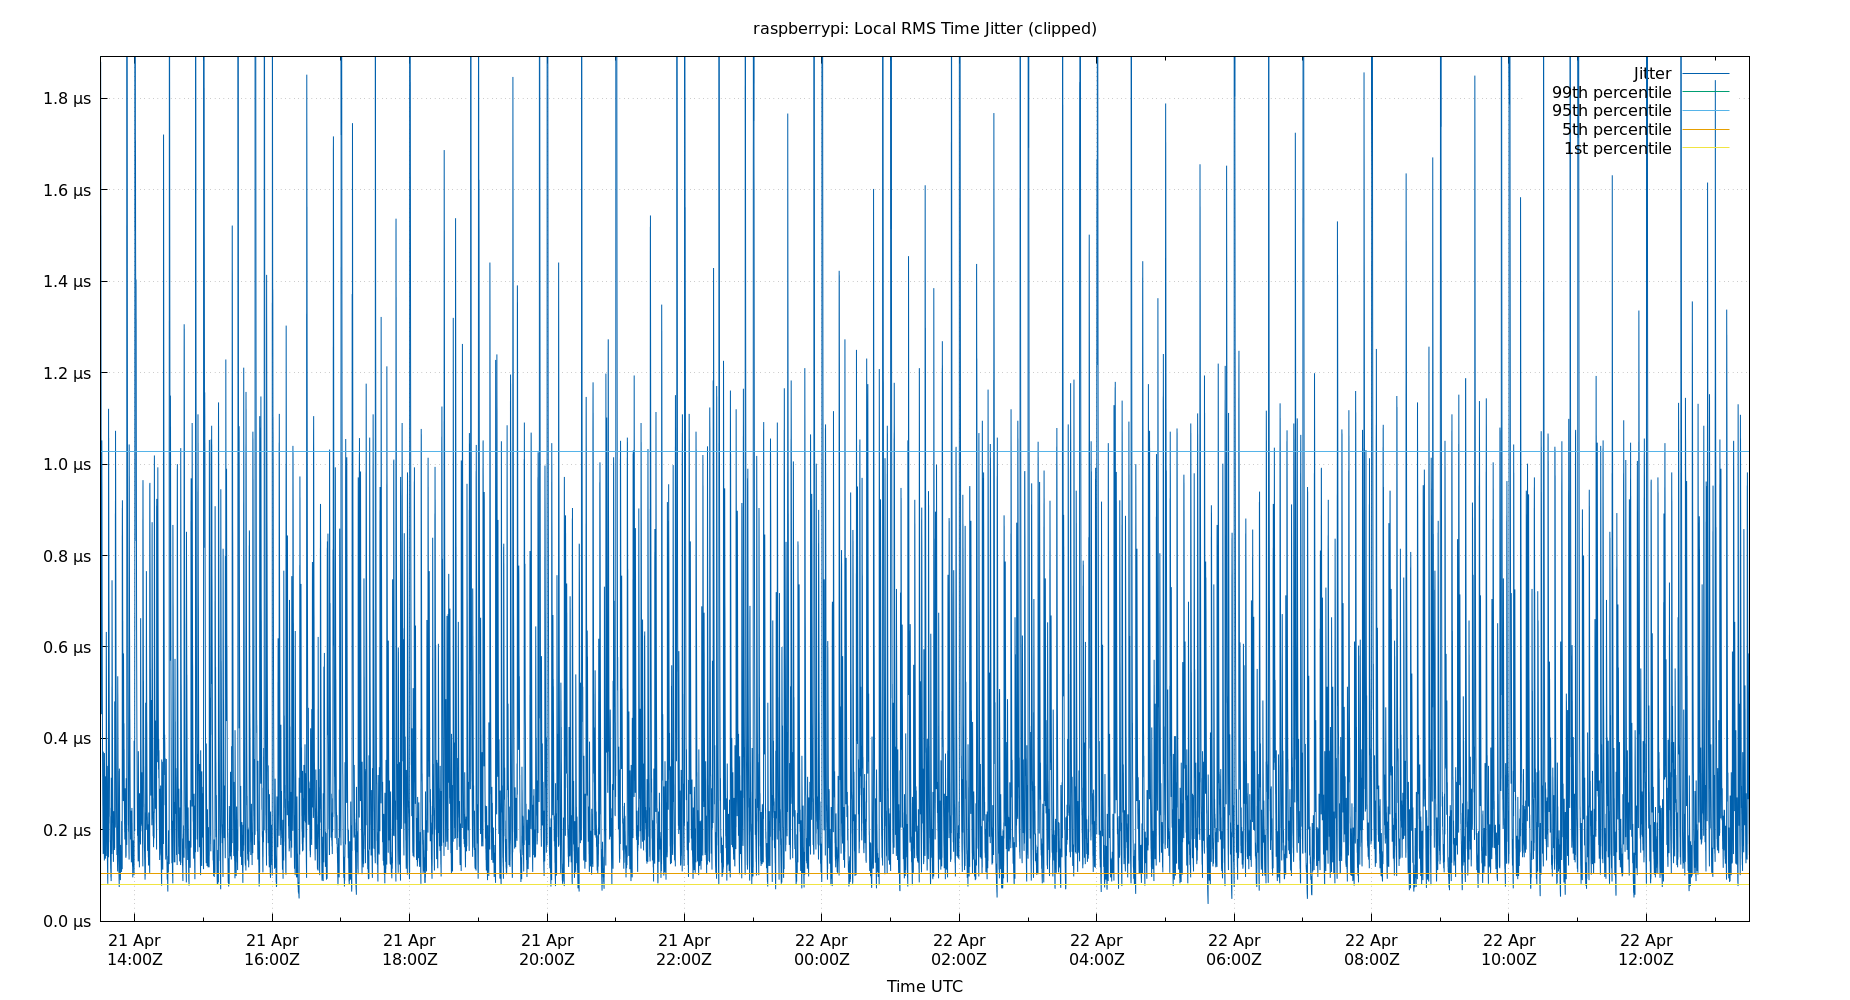 raspberrypi: Local RMS Time Jitter (clipped)
Jitter
99th percentile
95th percentile
5th percentile
1st percentile
1.8 µs
1.6 µs
1.4 µs
1.2 µs
1.0 µs
0.8 µs
0.6 µs
0.4 µs
0.2 µs
0.0 µs
21 Apr 21 Apr 21 Apr 21 Apr 21 Apr 22 Apr 22 Apr 22 Apr 22 Apr 22 Apr 22 Apr 22 Apr
14:00Z 16:00Z 18:00Z 20:00Z 22:00Z 00:00Z 02:00Z 04:00Z 06:00Z 08:00Z 10:00Z 12:00Z
Time UTC